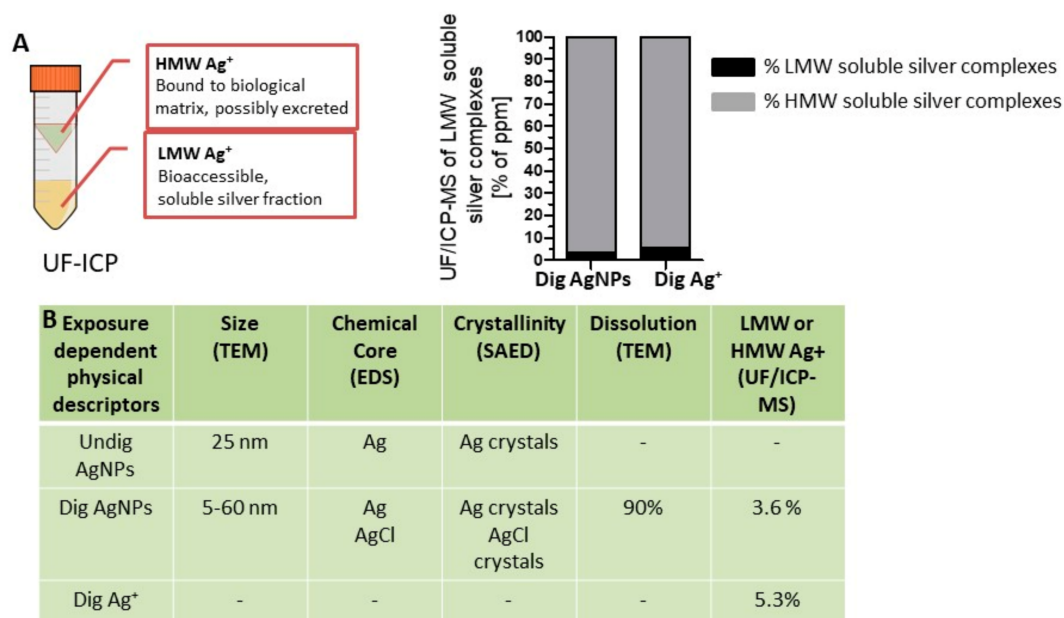 A
HMW Ag⁺
Bound to biological
matrix, possibly excreted
LMW Ag⁺
Bioaccessible,
soluble silver fraction
UF-ICP
UF/ICP-MS of LMW soluble
silver complexes
[% of ppm]
100
90
80
70
60
50
40
30
20
10
0
Dig AgNPs
Dig Ag⁺
% LMW soluble silver complexes
% HMW soluble silver complexes
B
Exposure
dependent
physical
descriptors
Size
(TEM)
Chemical
Core
(EDS)
Crystallinity
(SAED)
Dissolution
(TEM)
LMW or
HMW Ag+
(UF/ICP-
MS)
Undig
AgNPs
25 nm
Ag
Ag crystals
-
-
Dig AgNPs
5-60 nm
Ag
AgCl
Ag crystals
AgCl
crystals
90%
3.6 %
Dig Ag⁺
-
-
-
-
5.3%